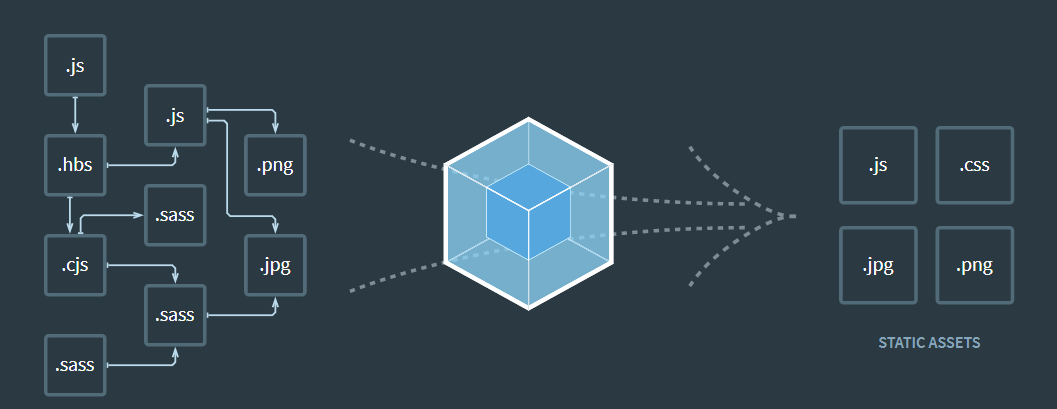 .js
.js
.hbs
.png
.sass
.cjs
.jpg
.sass
.sass
.js
.css
.jpg
.png
STATIC ASSETS